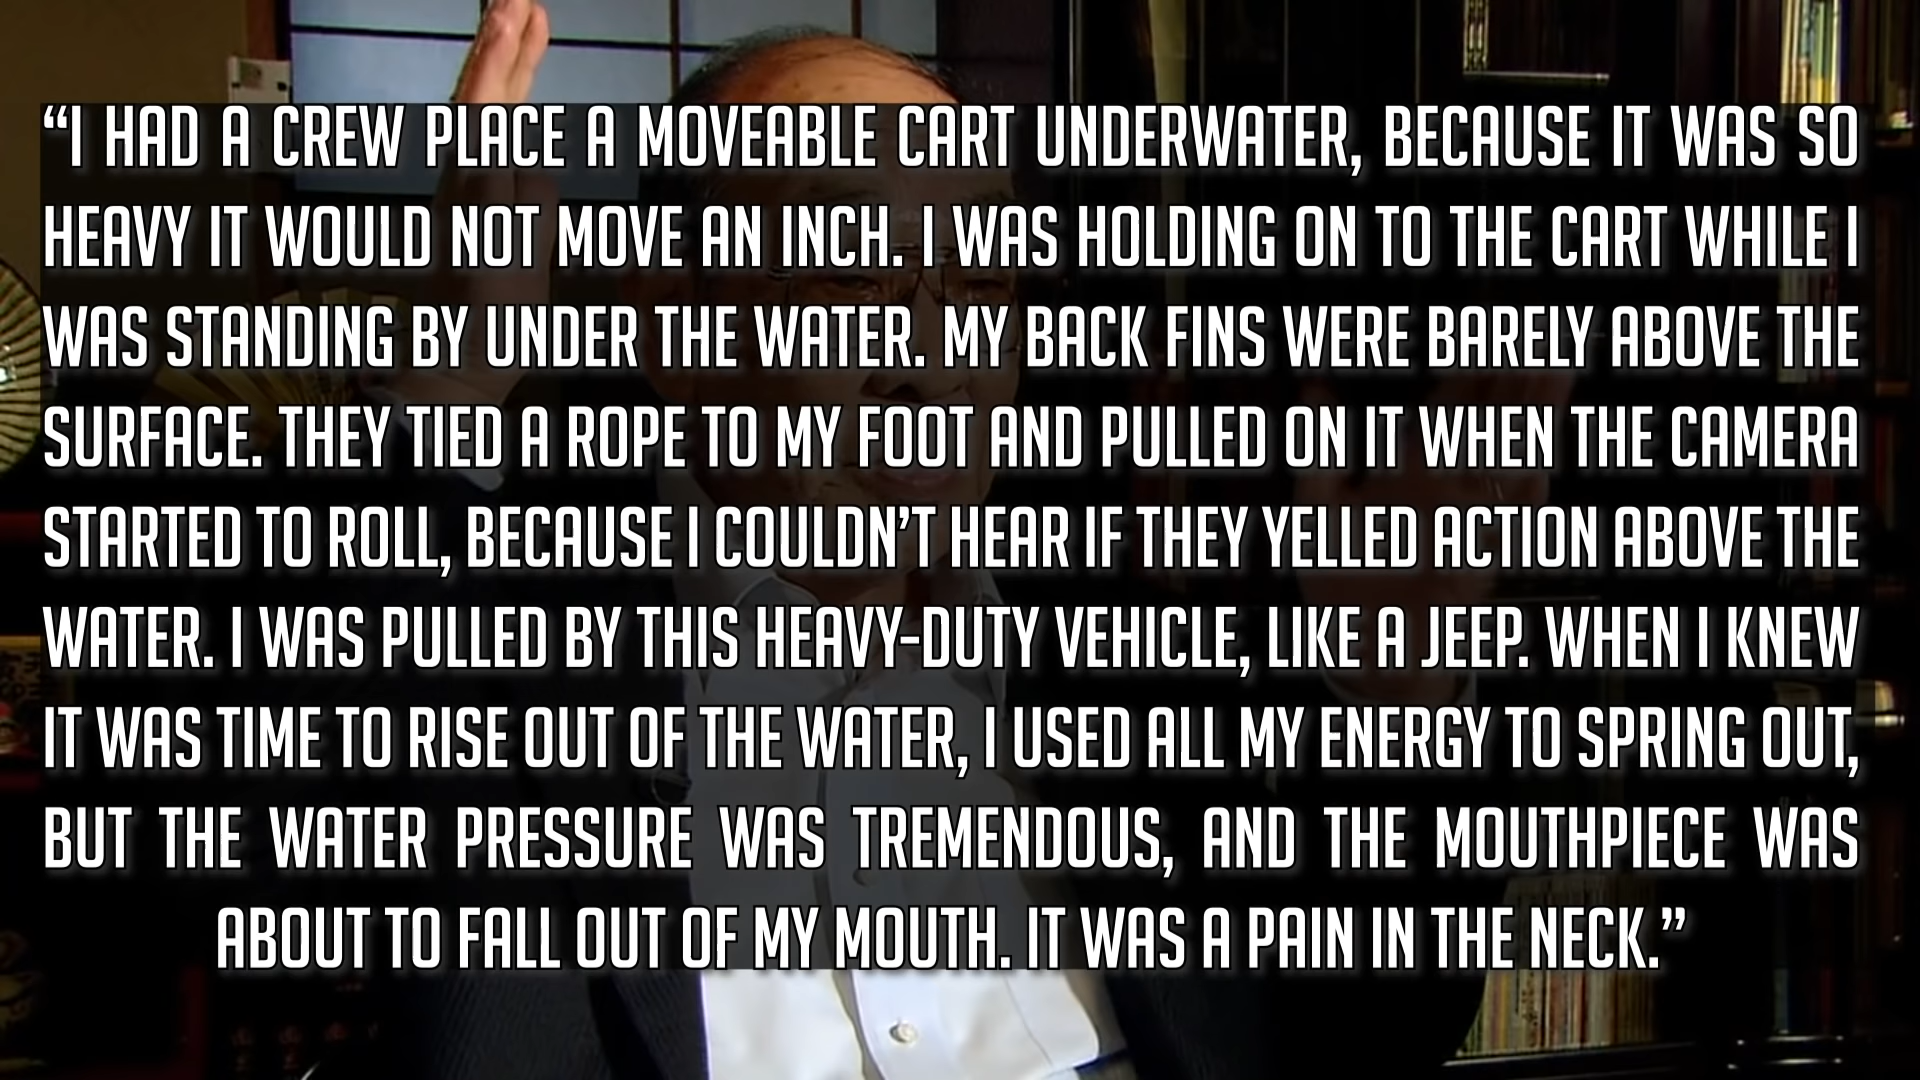 “I HAD A CREW PLACE A MOVEABLE CART UNDERWATER, BECAUSE IT WAS SO
HEAVY IT WOULD NOT MOVE AN INCH. I WAS HOLDING ON TO THE CART WHILE I
WAS STANDING BY UNDER THE WATER. MY BACK FINS WERE BARELY ABOVE THE
SURFACE. THEY TIED A ROPE TO MY FOOT AND PULLED ON IT WHEN THE CAMERA
STARTED TO ROLL, BECAUSE I COULDN’T HEAR IF THEY YELLED ACTION ABOVE THE
WATER. I WAS PULLED BY THIS HEAVY-DUTY VEHICLE, LIKE A JEEP. WHEN I KNEW
IT WAS TIME TO RISE OUT OF THE WATER, I USED ALL MY ENERGY TO SPRING OUT,
BUT THE WATER PRESSURE WAS TREMENDOUS, AND THE MOUTHPIECE WAS
ABOUT TO FALL OUT OF MY MOUTH. IT WAS A PAIN IN THE NECK.”